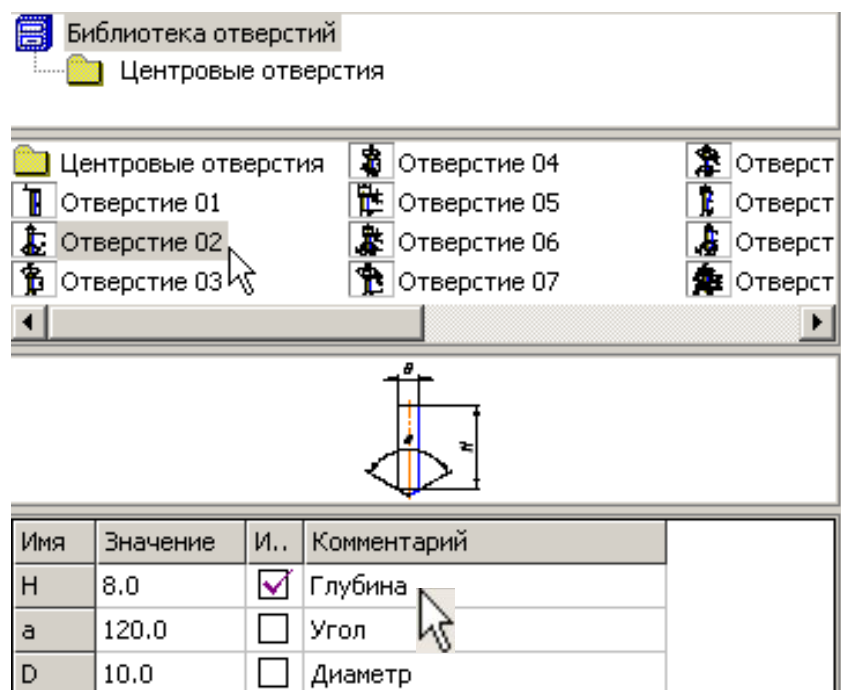 Библиотека отверстий
Центровые отверстия
Центровые отверстия Отверстие 04 Отверст
Отверстие 01 Отверстие 05 Отверст
Отверстие 02 Отверстие 06 Отверст
Отверстие 03 Отверстие 07 Отверст
H
Имя Значение И.. Комментарий
H 8.0 Глубина
a 120.0 Угол
D 10.0 Диаметр